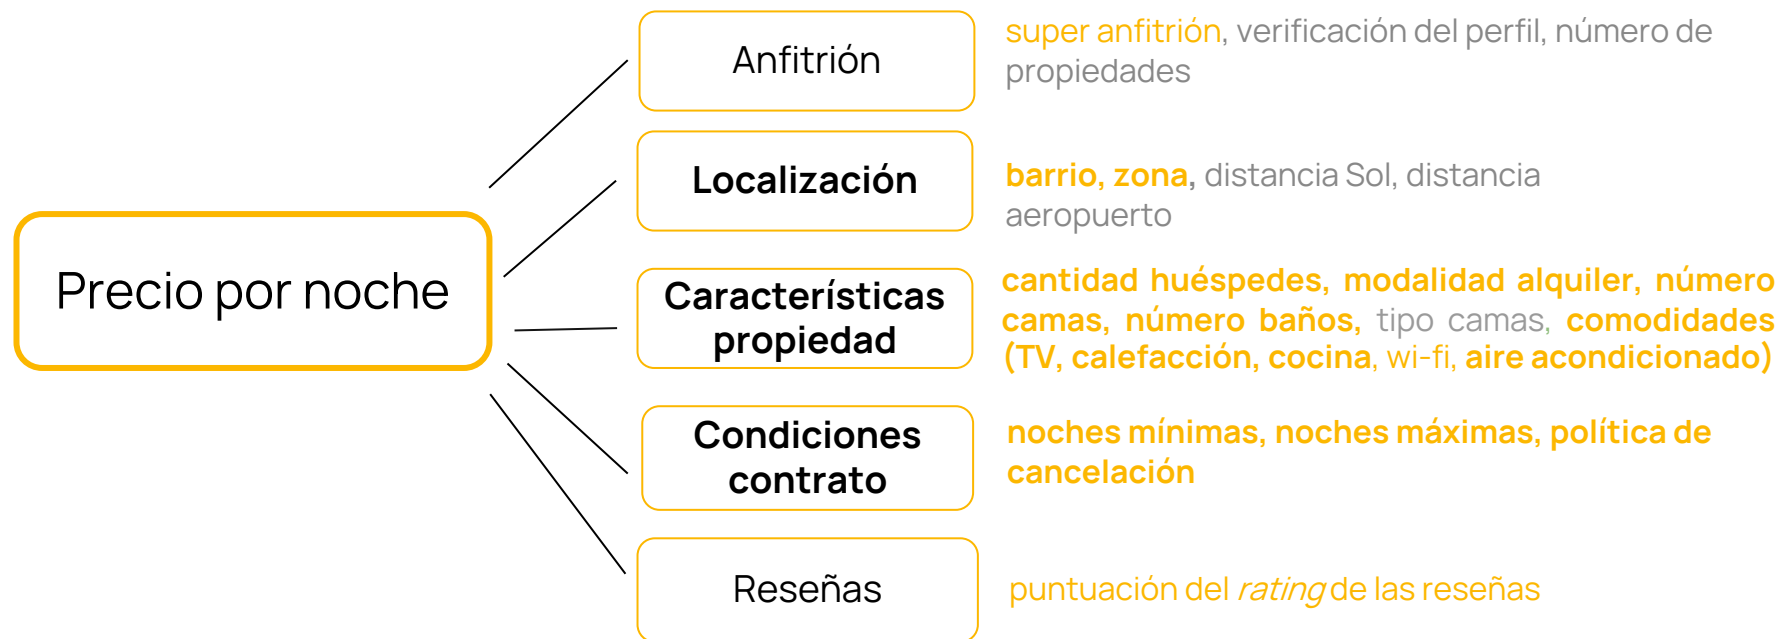 Precio por noche
Anfitrión
super anfitrión, verificación del perfil, número de
propiedades
Localización
barrio, zona, distancia Sol, distancia
aeropuerto
Características
propiedad
cantidad huéspedes, modalidad alquiler, número
camas, número baños, tipo camas, comodidades
(TV, calefacción, cocina, wi-fi, aire acondicionado)
Condiciones
contrato
noches mínimas, noches máximas, política de
cancelación
Reseñas
puntuación del rating de las reseñas